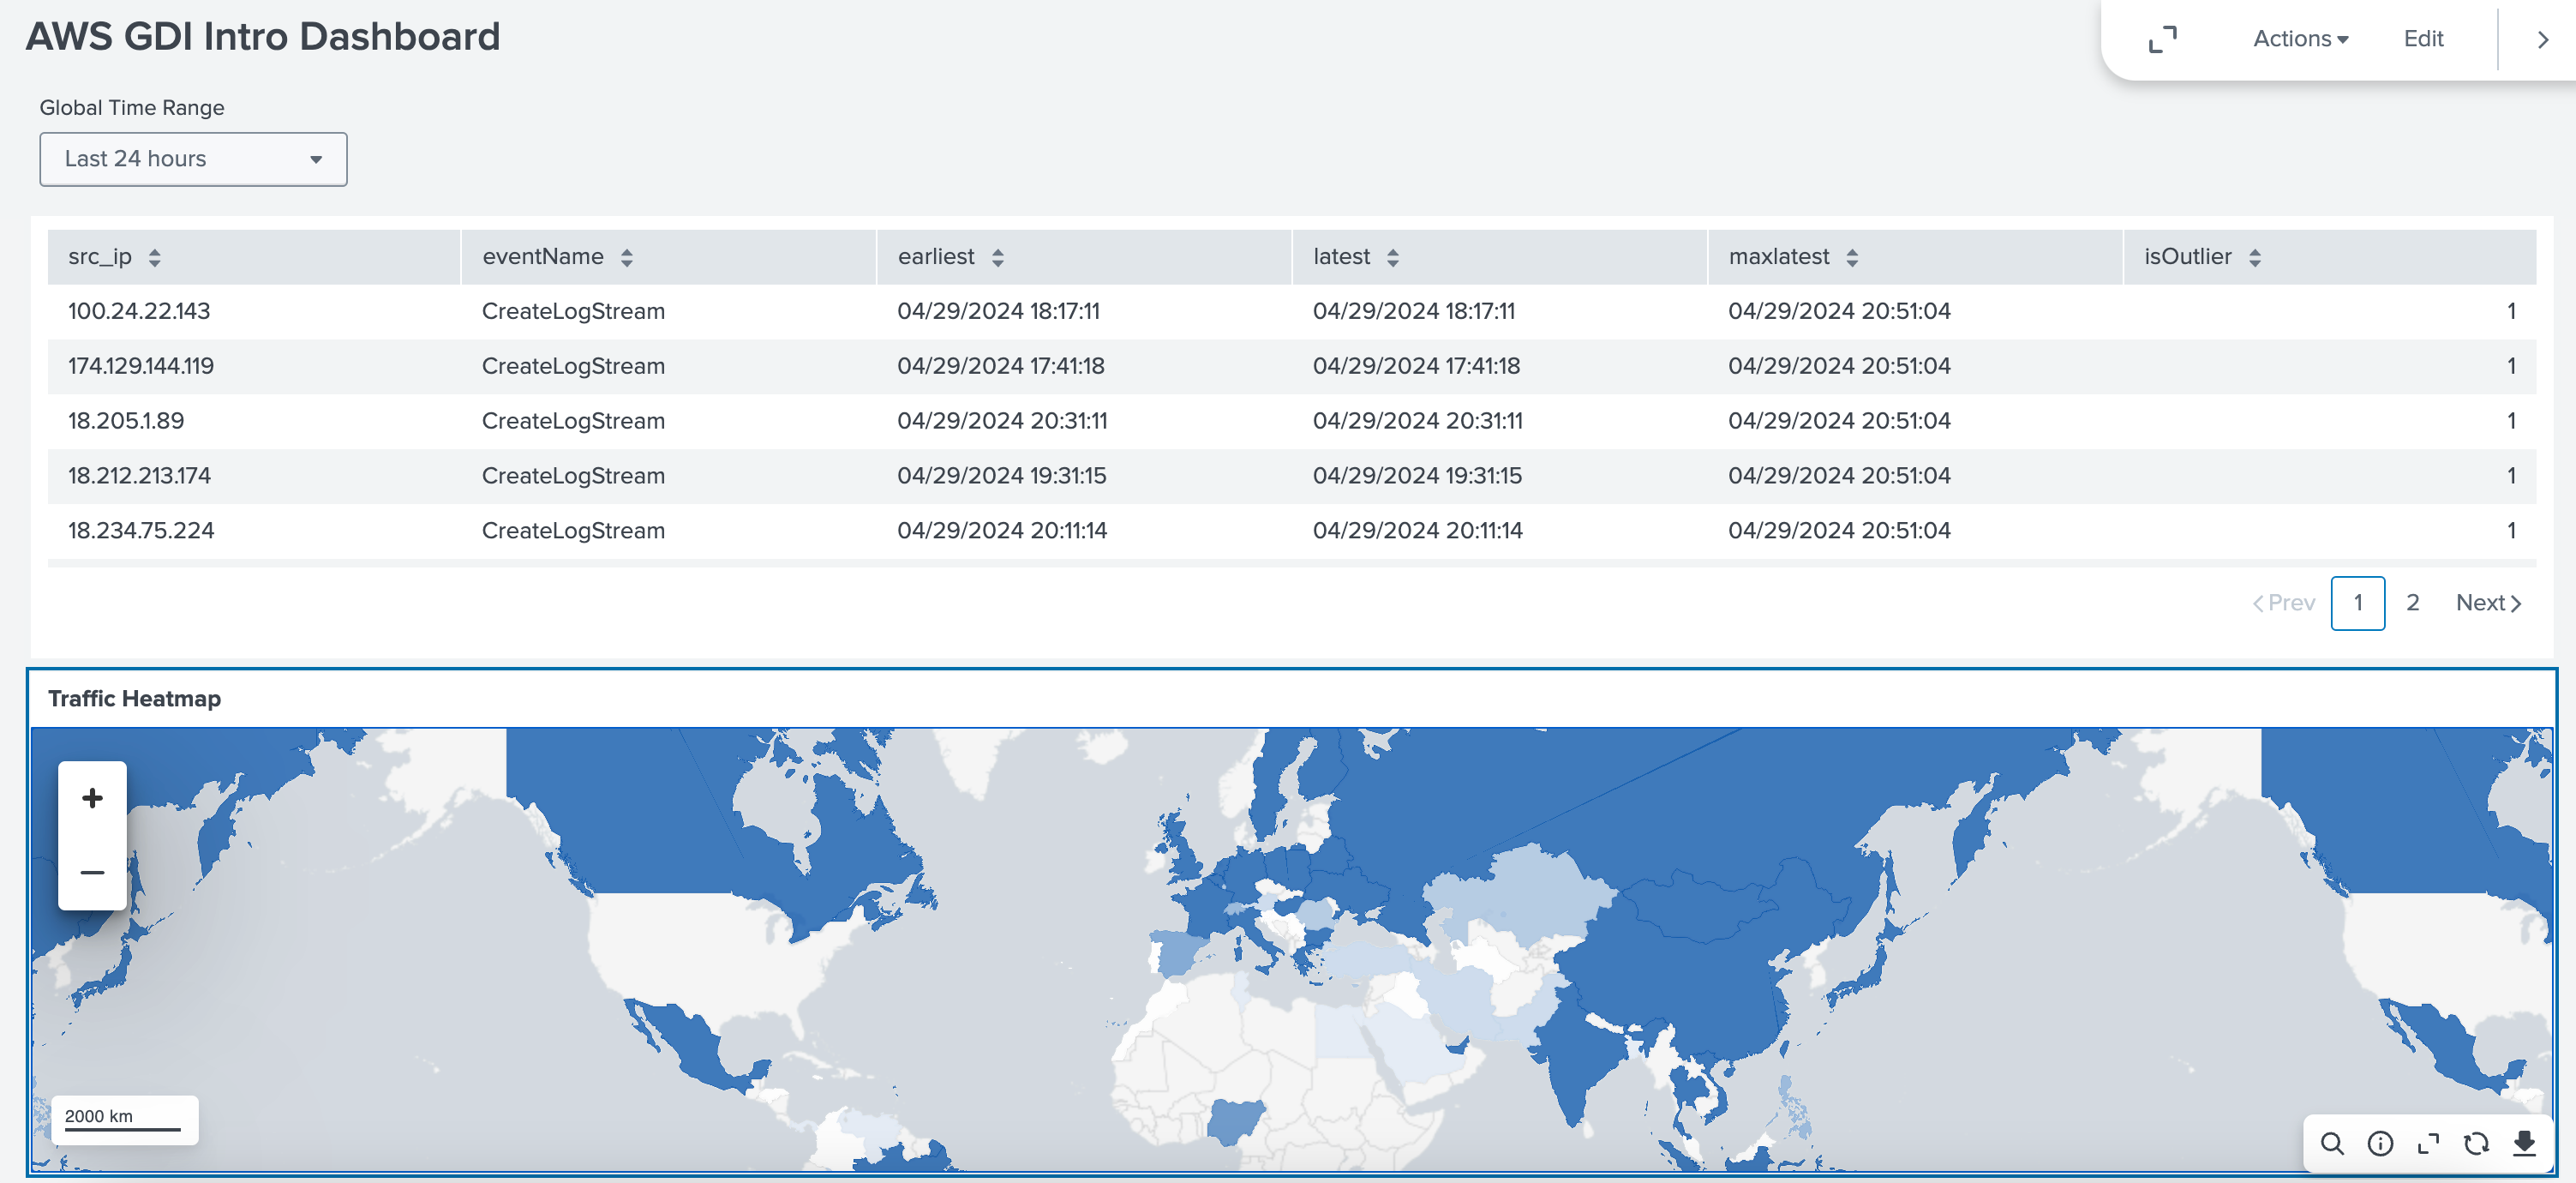 AWS GDI Intro Dashboard
Actions Edit
Global Time Range
Last 24 hours
src_ip eventName earliest latest maxlatest isOutlier
100.24.22.143 CreateLogStream 04/29/2024 18:17:11 04/29/2024 18:17:11 04/29/2024 20:51:04 1
174.129.144.119 CreateLogStream 04/29/2024 17:41:18 04/29/2024 17:41:18 04/29/2024 20:51:04 1
18.205.1.89 CreateLogStream 04/29/2024 20:31:11 04/29/2024 20:31:11 04/29/2024 20:51:04 1
18.212.213.174 CreateLogStream 04/29/2024 19:31:15 04/29/2024 19:31:15 04/29/2024 20:51:04 1
18.234.75.224 CreateLogStream 04/29/2024 20:11:14 04/29/2024 20:11:14 04/29/2024 20:51:04 1
Prev 1 2 Next
Traffic Heatmap
2000 km